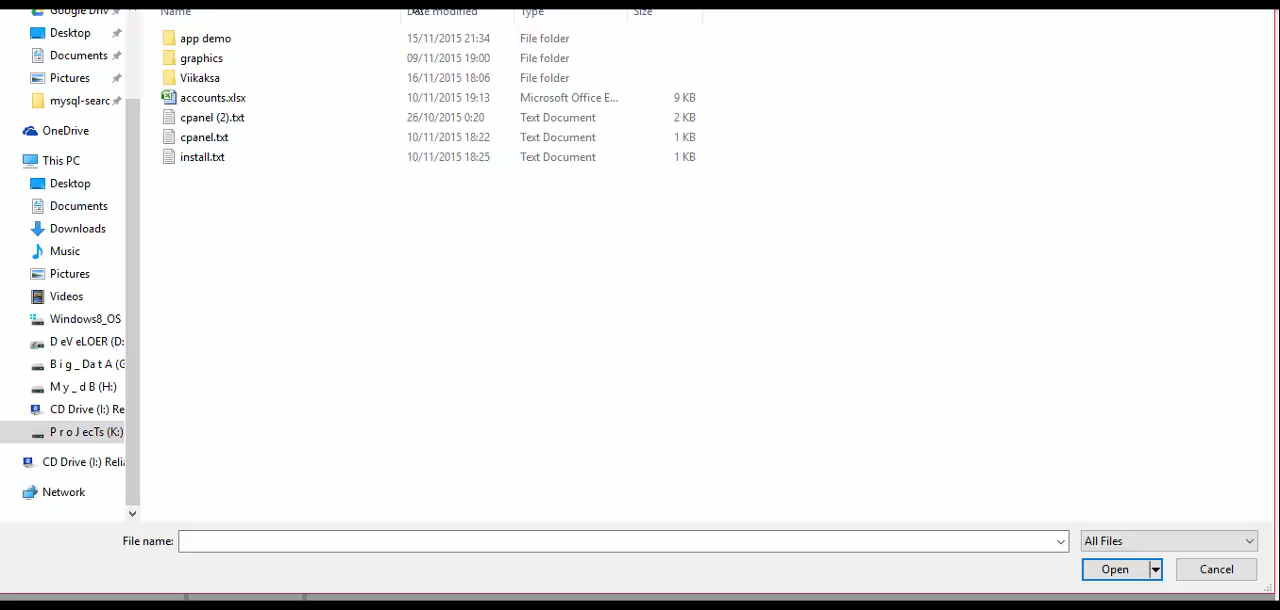 Google Driv
Name Date modified Type Size
Desktop
Documents
Pictures
mysql-searc
OneDrive
This PC
Desktop
Documents
Downloads
Music
Pictures
Videos
Windows8_OS
D eV eLOER (D:
B i g _ Da t A (G
M y _ d B (H:)
CD Drive (I:) Re
P r o J ecTs (K:)
CD Drive (I:) Reli
Network
app demo 15/11/2015 21:34 File folder
graphics 09/11/2015 19:00 File folder
Viikaksa 16/11/2015 18:06 File folder
accounts.xlsx 10/11/2015 19:13 Microsoft Office E... 9 KB
cpanel (2).txt 26/10/2015 0:20 Text Document 2 KB
cpanel.txt 10/11/2015 18:22 Text Document 1 KB
install.txt 10/11/2015 18:25 Text Document 1 KB
File name: All Files
Open Cancel